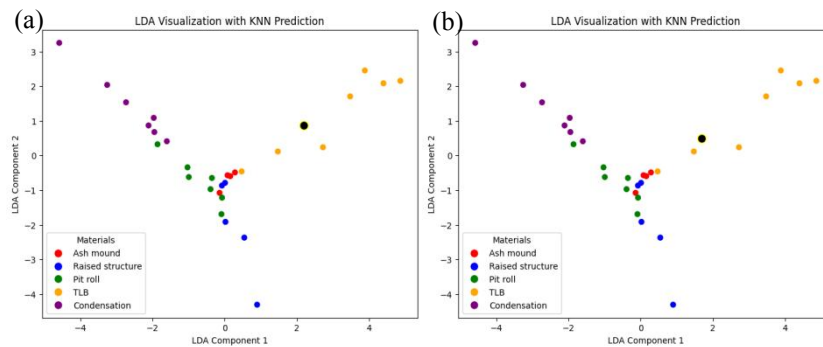 (a)
LDA Visualization with KNN Prediction
3
2
1
0
−1
−2
−3
−4
LDA Component 2
Materials
Ash mound
Raised structure
Pit roll
TLB
Condensation
−4
−2
0
2
4
LDA Component 1
(b)
LDA Visualization with KNN Prediction
3
2
1
0
−1
−2
−3
−4
LDA Component 2
Materials
Ash mound
Raised structure
Pit roll
TLB
Condensation
−4
−2
0
2
4
LDA Component 1